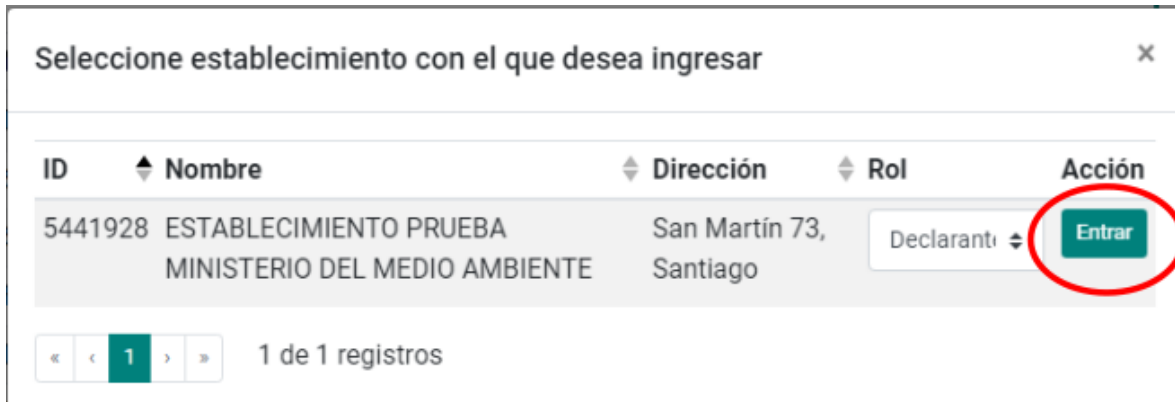 Seleccione establecimiento con el que desea ingresar ×
ID Nombre Dirección Rol Acción
5441928 ESTABLECIMIENTO PRUEBA San Martín 73, Declarante Entrar
MINISTERIO DEL MEDIO AMBIENTE Santiago
« ‹ 1 › » 1 de 1 registros